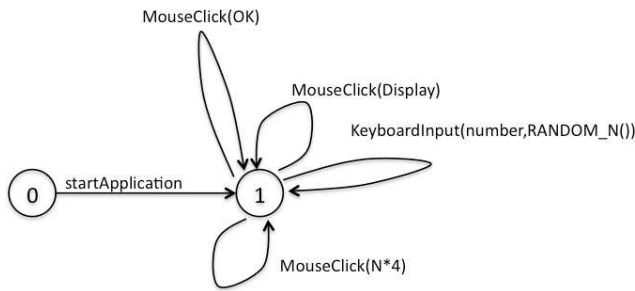 MouseClick(OK)
MouseClick(Display)
KeyboardInput(number,RANDOM_N())
startApplication
0
1
MouseClick(N*4)